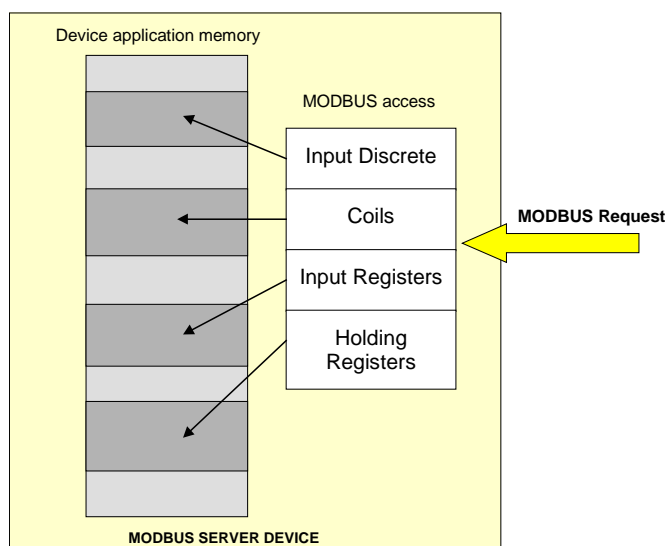 Device application memory
MODBUS access
Input Discrete
Coils
MODBUS Request
Input Registers
Holding
Registers
MODBUS SERVER DEVICE